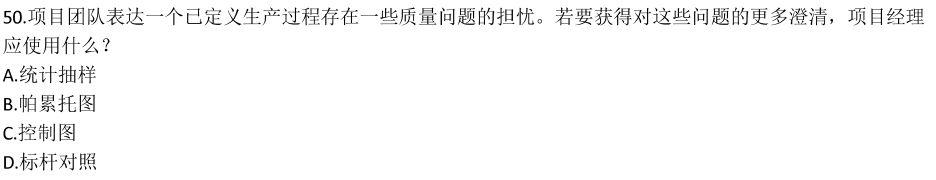 50.项目团队表达一个已定义生产过程存在一些质量问题的担忧。若要获得对这些问题的更多澄清，项目经理
应使用什么？
A.统计抽样
B.帕累托图
C.控制图
D.标杆对照